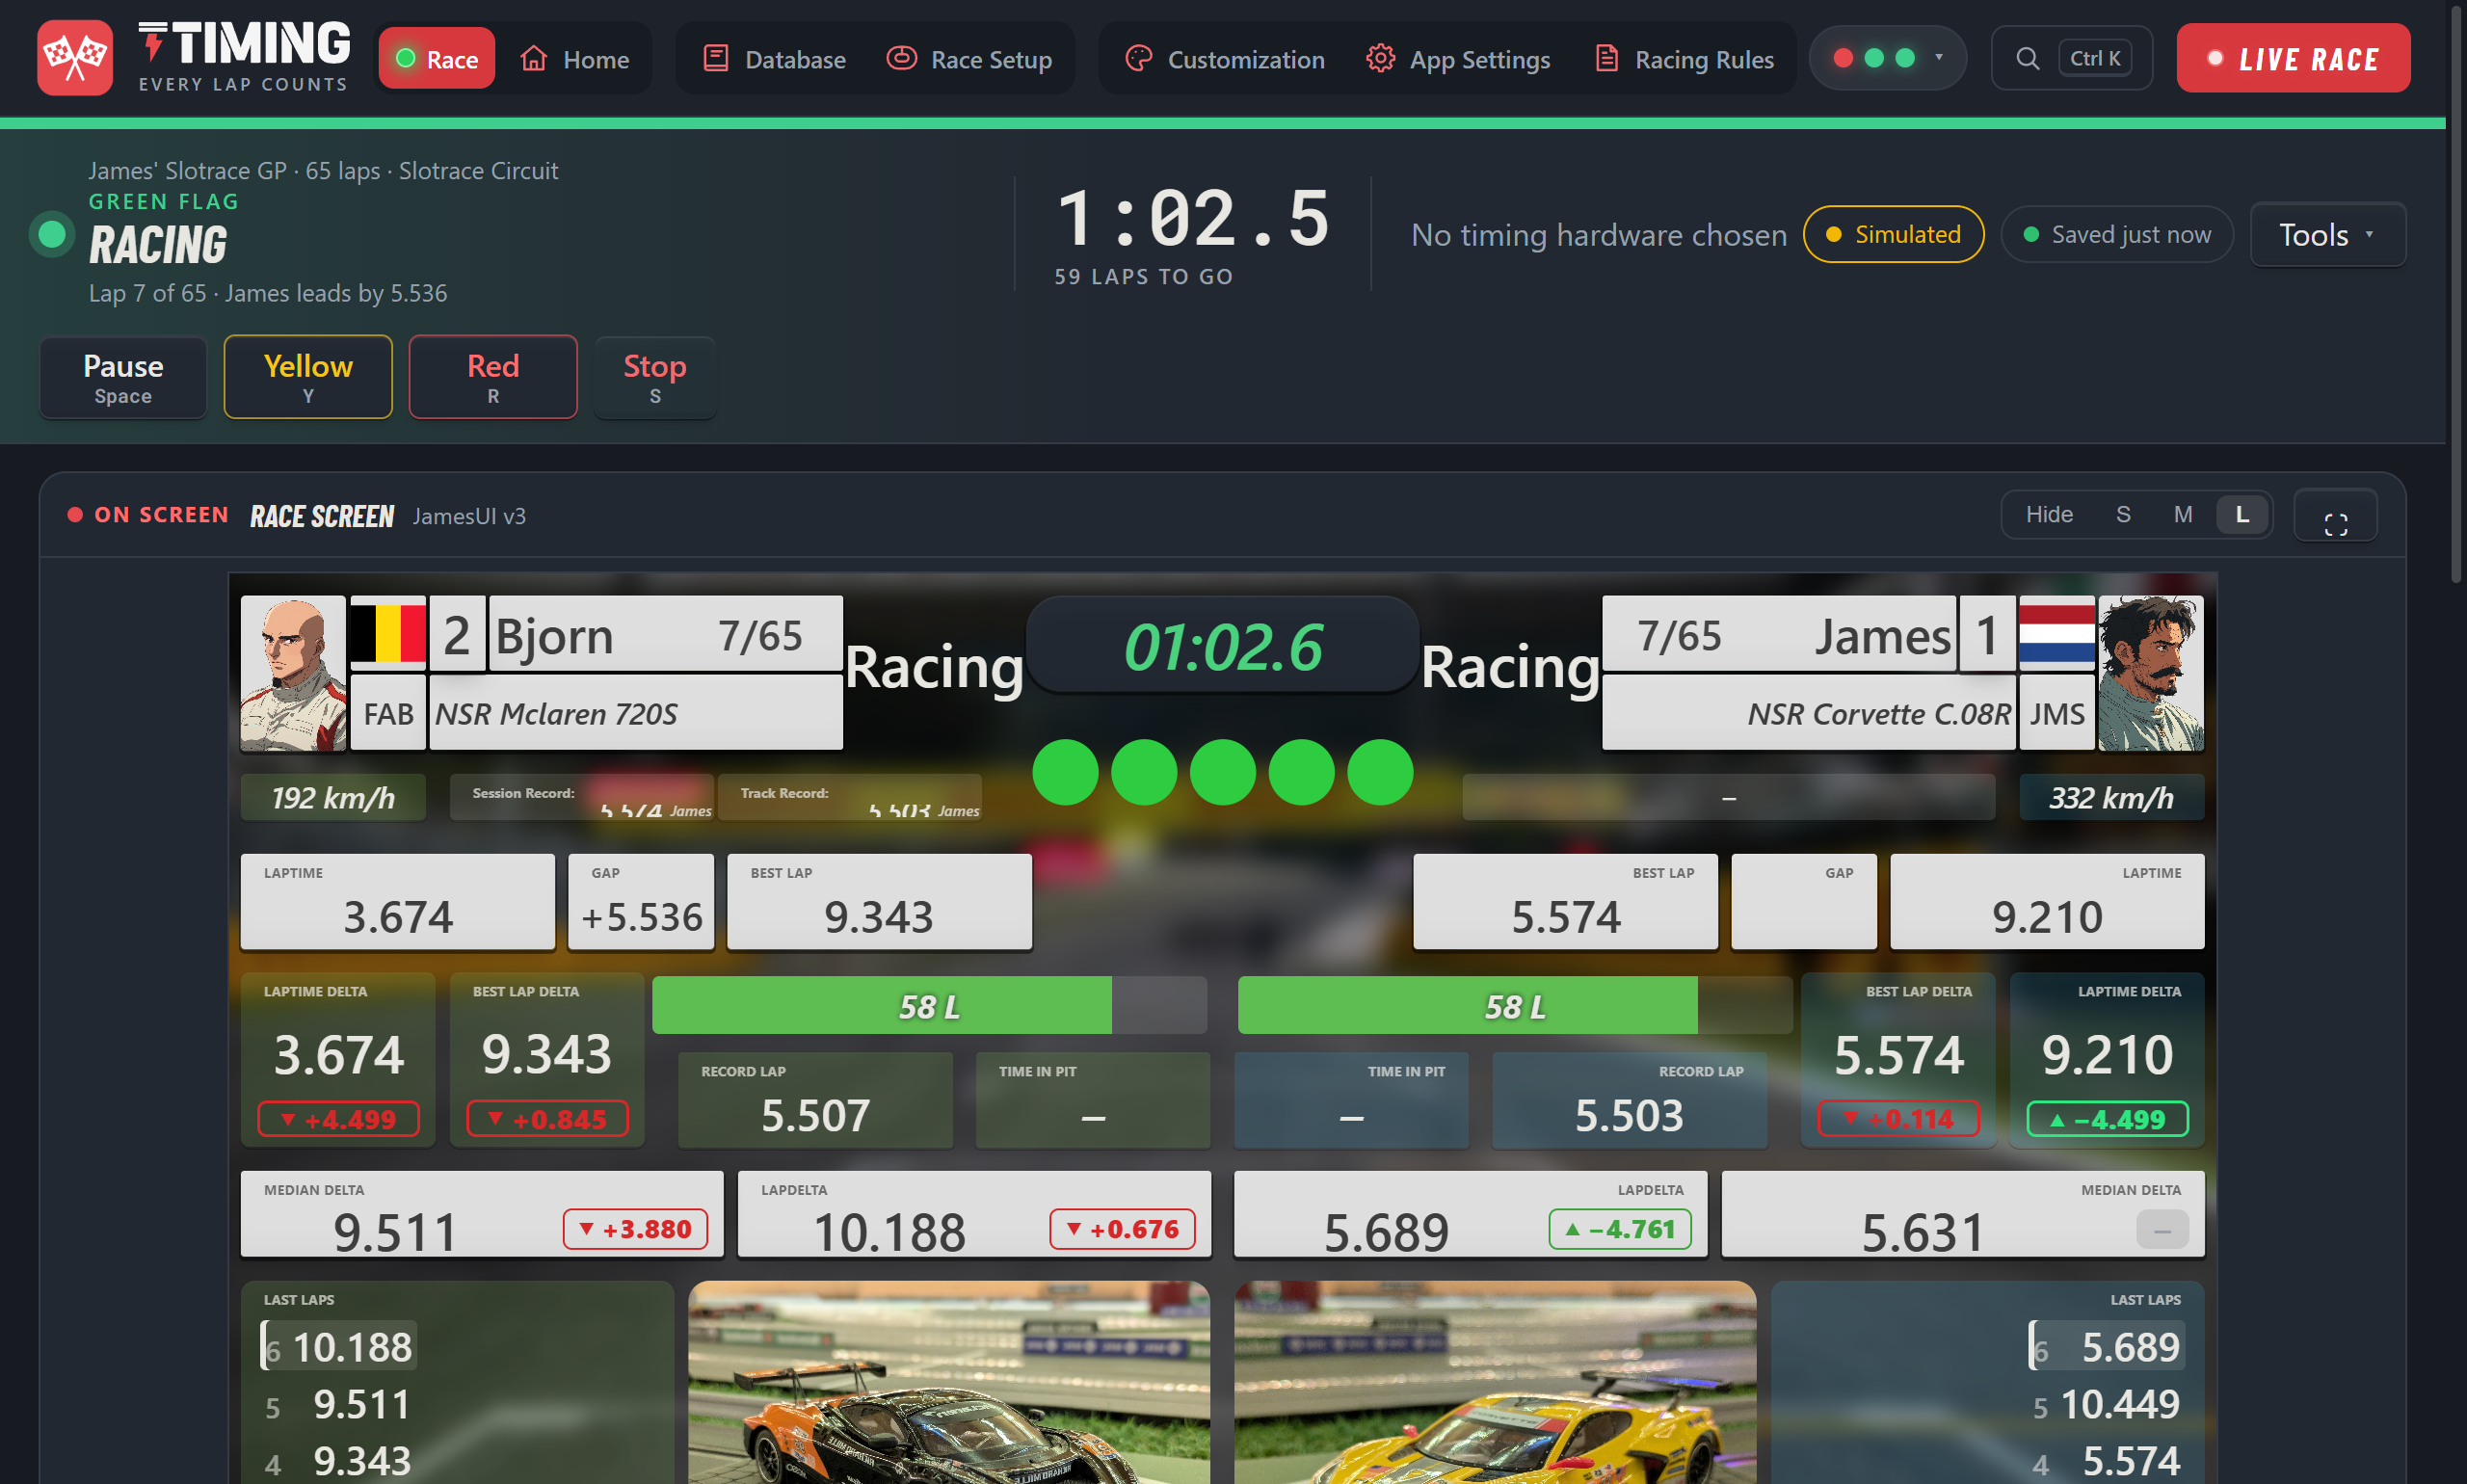 TIMING
EVERY LAP COUNTS
Race
Home
Database
Race Setup
Customization
App Settings
Racing Rules
Ctrl K
LIVE RACE
James' Slotrace GP · 65 laps · Slotrace Circuit
GREEN FLAG
RACING
Lap 7 of 65 · James leads by 5.536
1:02.5
59 LAPS TO GO
No timing hardware chosen
Simulated
Saved just now
Tools
Pause
Space
Yellow
Y
Red
R
Stop
S
ON SCREEN RACE SCREEN JamesUI v3
Hide S M L
2 Bjorn 7/65
FAB NSR Mclaren 720S
Racing 01:02.6 Racing
7/65 James 1
NSR Corvette C.08R JMS
192 km/h
Session Record:
5.574 James
Track Record:
5.503 James
–
332 km/h
LAPTIME
3.674
GAP
+5.536
BEST LAP
9.343
BEST LAP
5.574
GAP
LAPTIME
9.210
LAPTIME DELTA
3.674
▼ +4.499
BEST LAP DELTA
9.343
▼ +0.845
58 L
58 L
RECORD LAP
5.507
TIME IN PIT
–
TIME IN PIT
–
RECORD LAP
5.503
BEST LAP DELTA
5.574
▼ +0.114
LAPTIME DELTA
9.210
▲ −4.499
MEDIAN DELTA
9.511 ▼ +3.880
LAPDELTA
10.188 ▼ +0.676
LAPDELTA
5.689 ▲ −4.761
MEDIAN DELTA
5.631 –
LAST LAPS
6 10.188
5 9.511
4 9.343
LAST LAPS
6 5.689
5 10.449
4 5.574